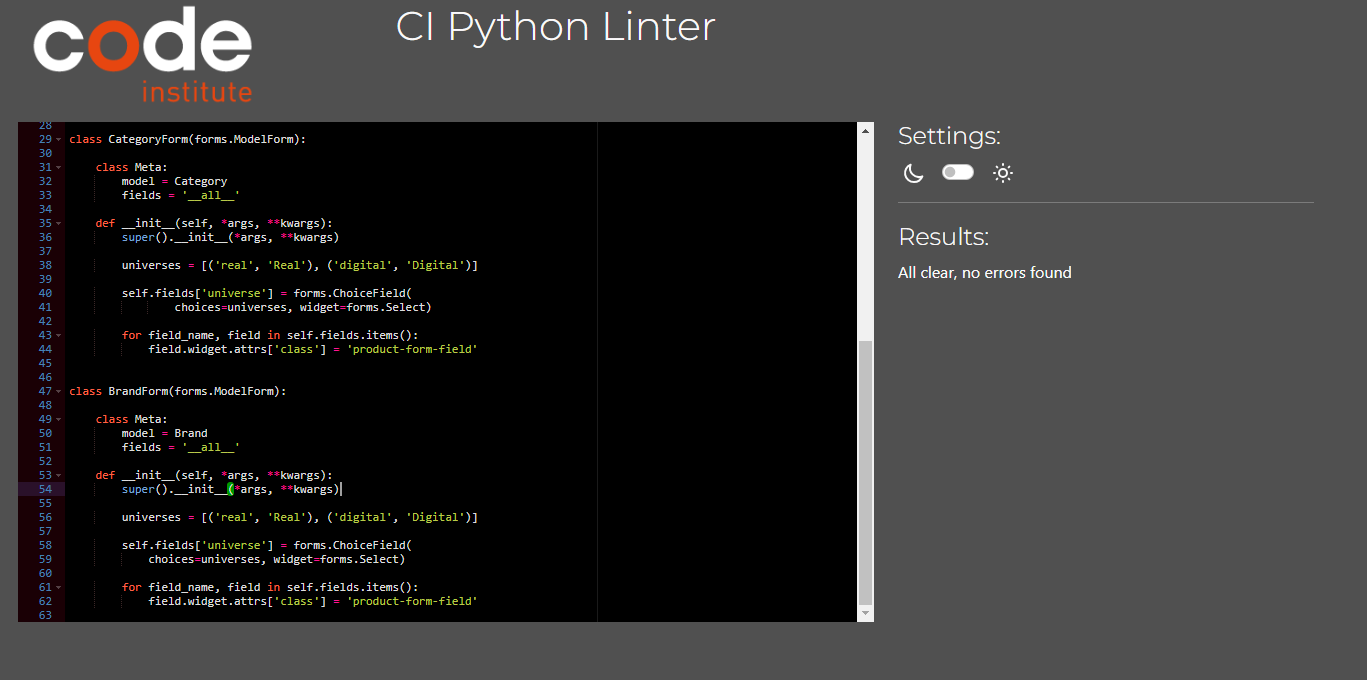 code
institute
CI Python Linter
28
29 class CategoryForm(forms.ModelForm):
30
31     class Meta:
32         model = Category
33         fields = '__all__'
34
35     def __init__(self, *args, **kwargs):
36         super().__init__(*args, **kwargs)
37
38         universes = [('real', 'Real'), ('digital', 'Digital')]
39
40         self.fields['universe'] = forms.ChoiceField(
41                 choices=universes, widget=forms.Select)
42
43         for field_name, field in self.fields.items():
44             field.widget.attrs['class'] = 'product-form-field'
45
46
47 class BrandForm(forms.ModelForm):
48
49     class Meta:
50         model = Brand
51         fields = '__all__'
52
53     def __init__(self, *args, **kwargs):
54         super().__init__(*args, **kwargs)
55
56         universes = [('real', 'Real'), ('digital', 'Digital')]
57
58         self.fields['universe'] = forms.ChoiceField(
59             choices=universes, widget=forms.Select)
60
61         for field_name, field in self.fields.items():
62             field.widget.attrs['class'] = 'product-form-field'
63
Settings:
Results:
All clear, no errors found